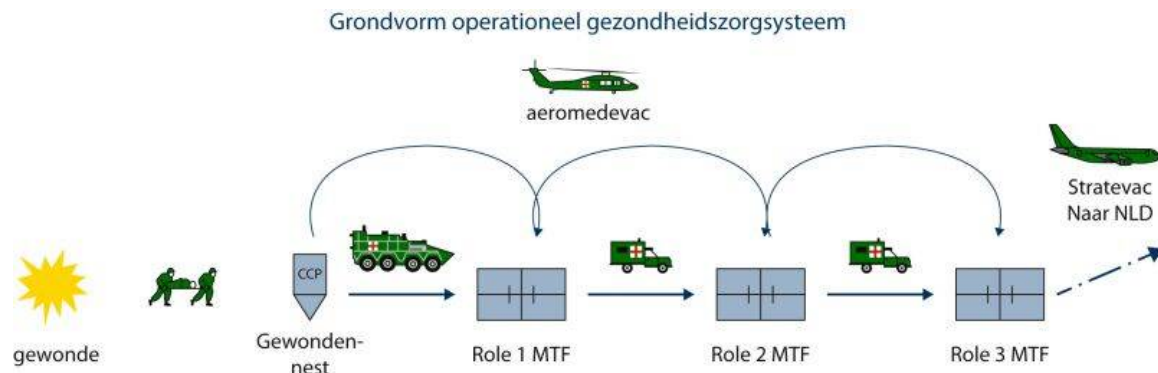 Grondvorm operationeel gezondheidszorgsysteem
aeromedevac
Stratevac
Naar NLD
CCP
gewonde
Gewonden-
nest
Role 1 MTF
Role 2 MTF
Role 3 MTF